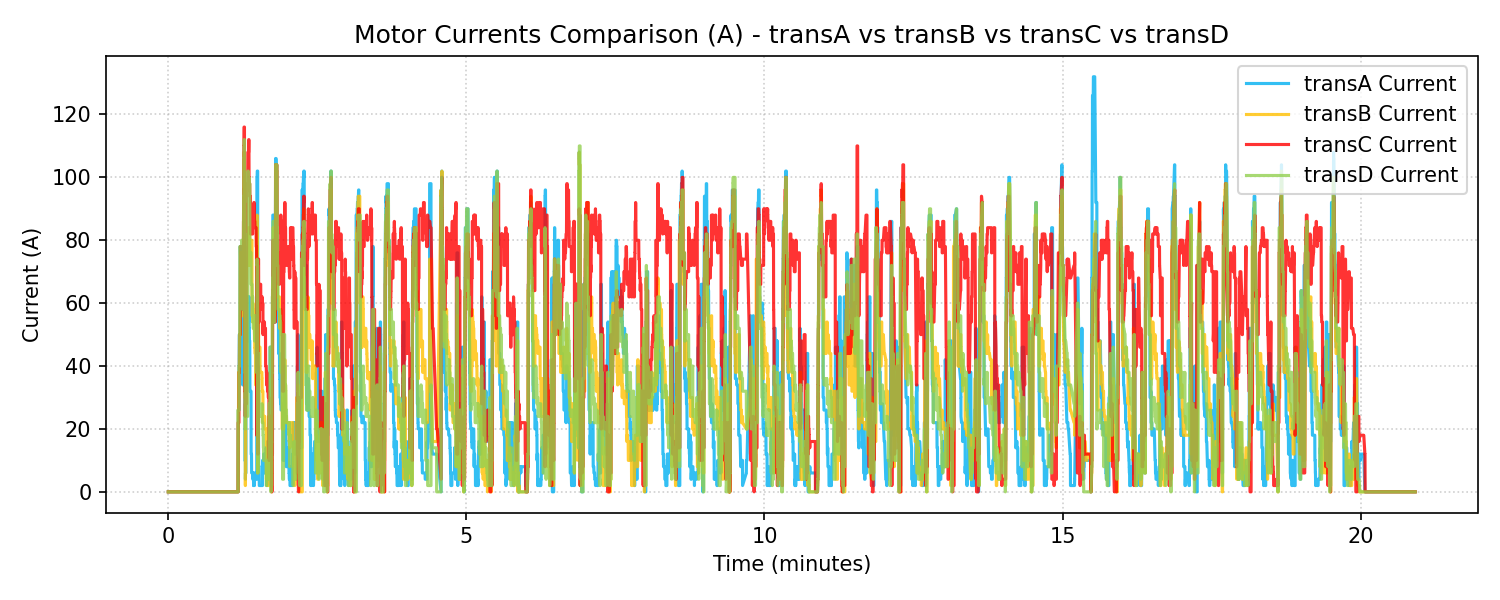 Motor Currents Comparison (A) - transA vs transB vs transC vs transD
120
100
80
60
40
20
0
Current (A)
transA Current
transB Current
transC Current
transD Current
0 5 10 15 20
Time (minutes)